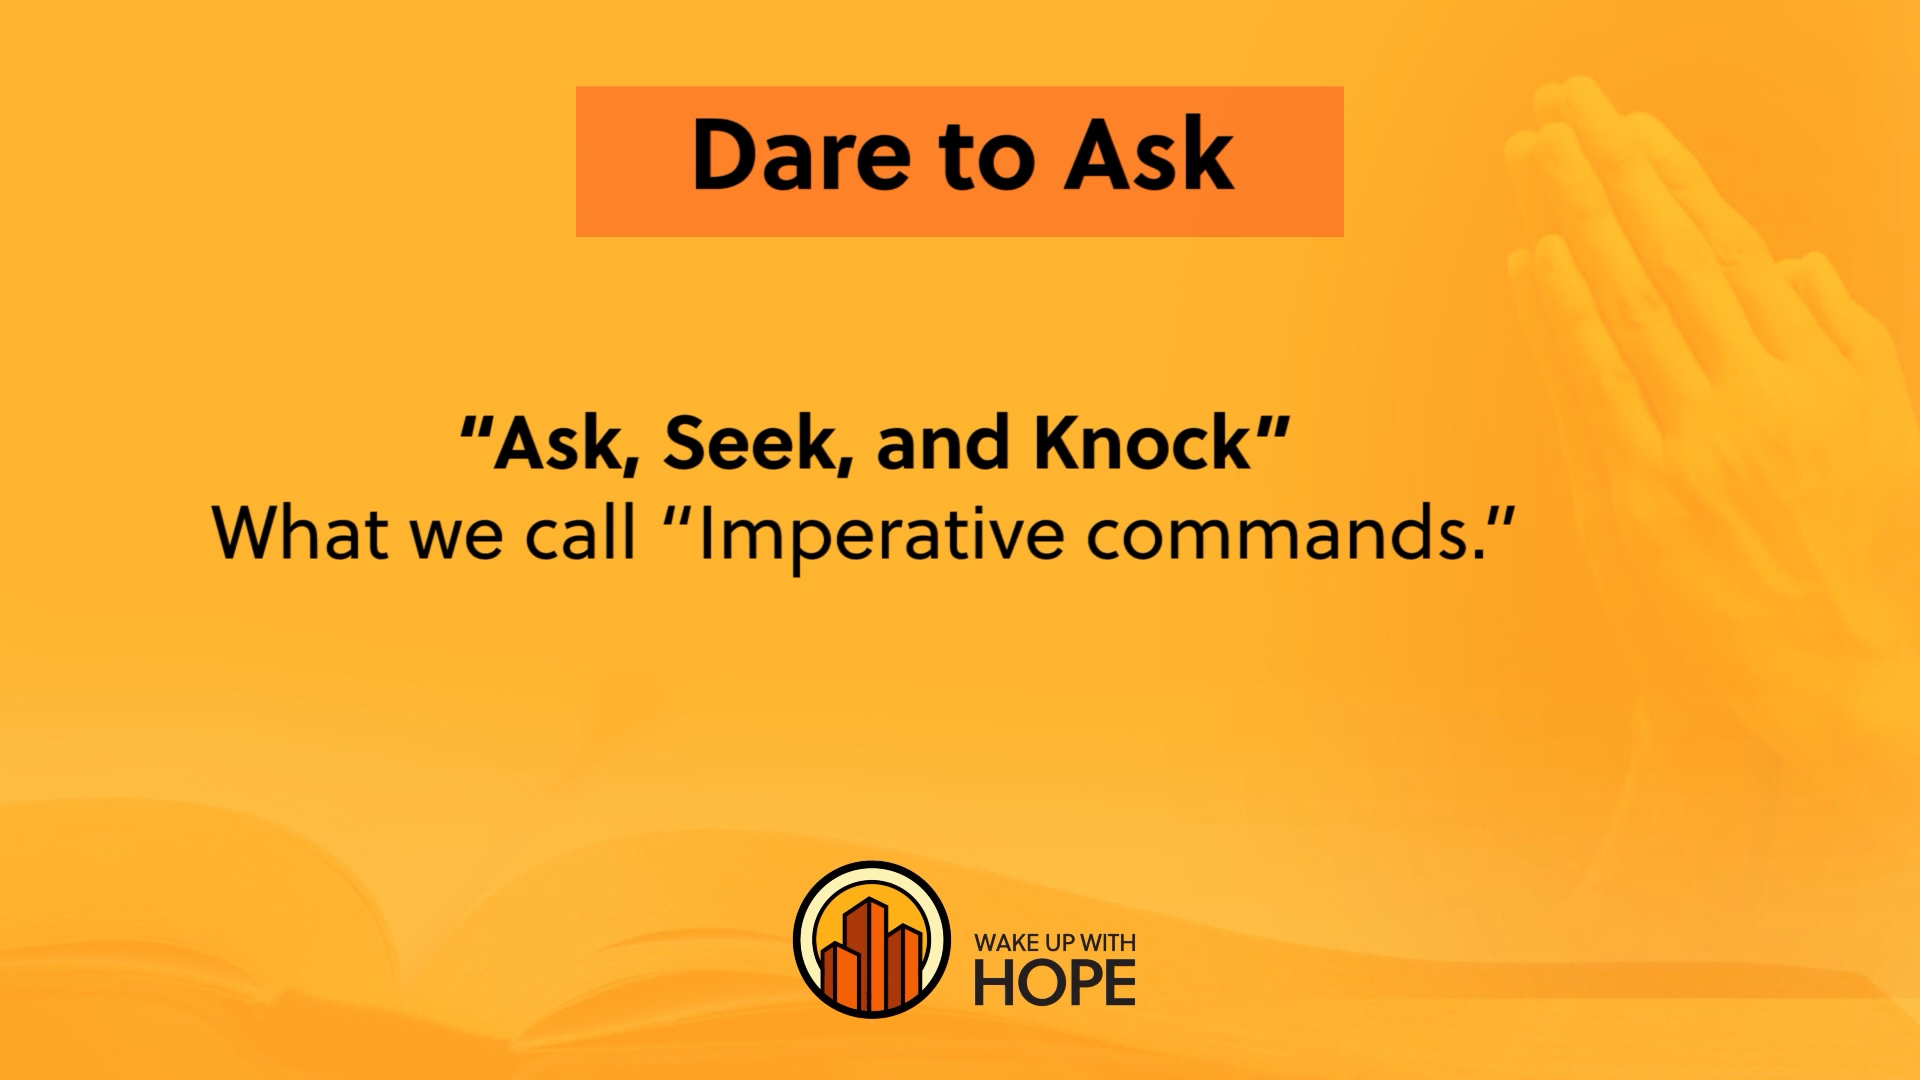 Dare to Ask
“Ask, Seek, and Knock”
What we call “Imperative commands.”
WAKE UP WITH
HOPE